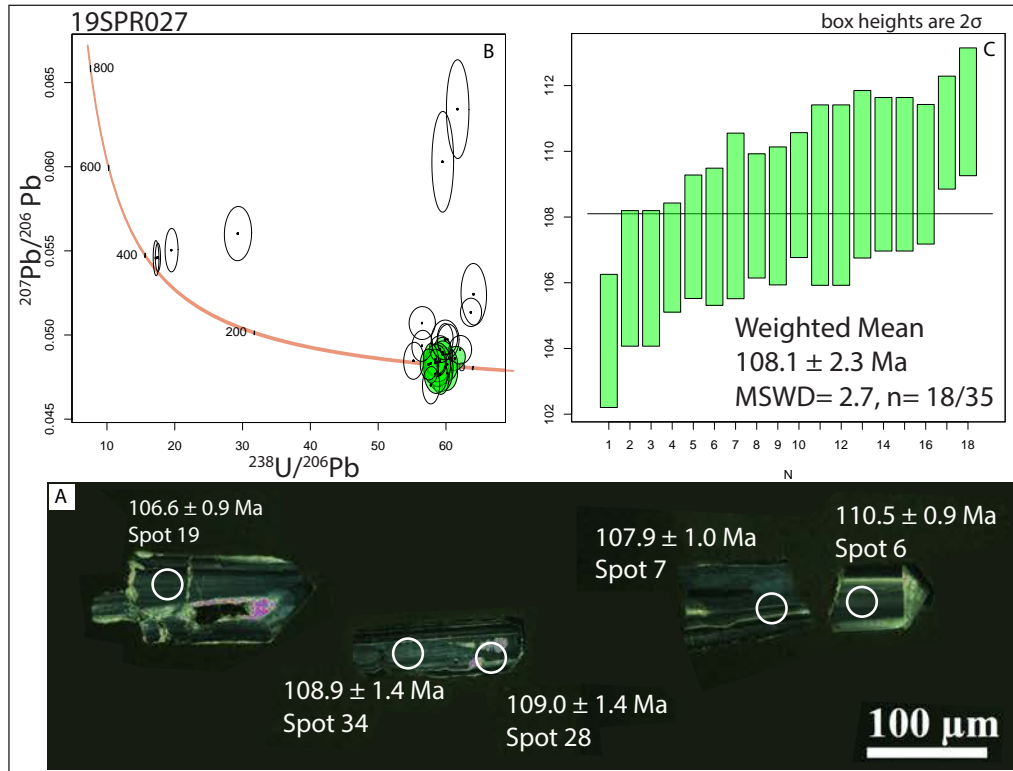 19SPR027
box heights are 2σ
B
0.065
0.060
0.055
0.050
0.045
207Pb/206 Pb
800
600
400
200
10
20
30
40
50
60
238U/206Pb
C
112
110
108
106
104
102
Weighted Mean
108.1 ± 2.3 Ma
MSWD= 2.7, n= 18/35
1 2 3 4 5 6 7 8 9 10 12 14 16 18
N
A
106.6 ± 0.9 Ma
Spot 19
108.9 ± 1.4 Ma
Spot 34
109.0 ± 1.4 Ma
Spot 28
107.9 ± 1.0 Ma
Spot 7
110.5 ± 0.9 Ma
Spot 6
100 µm